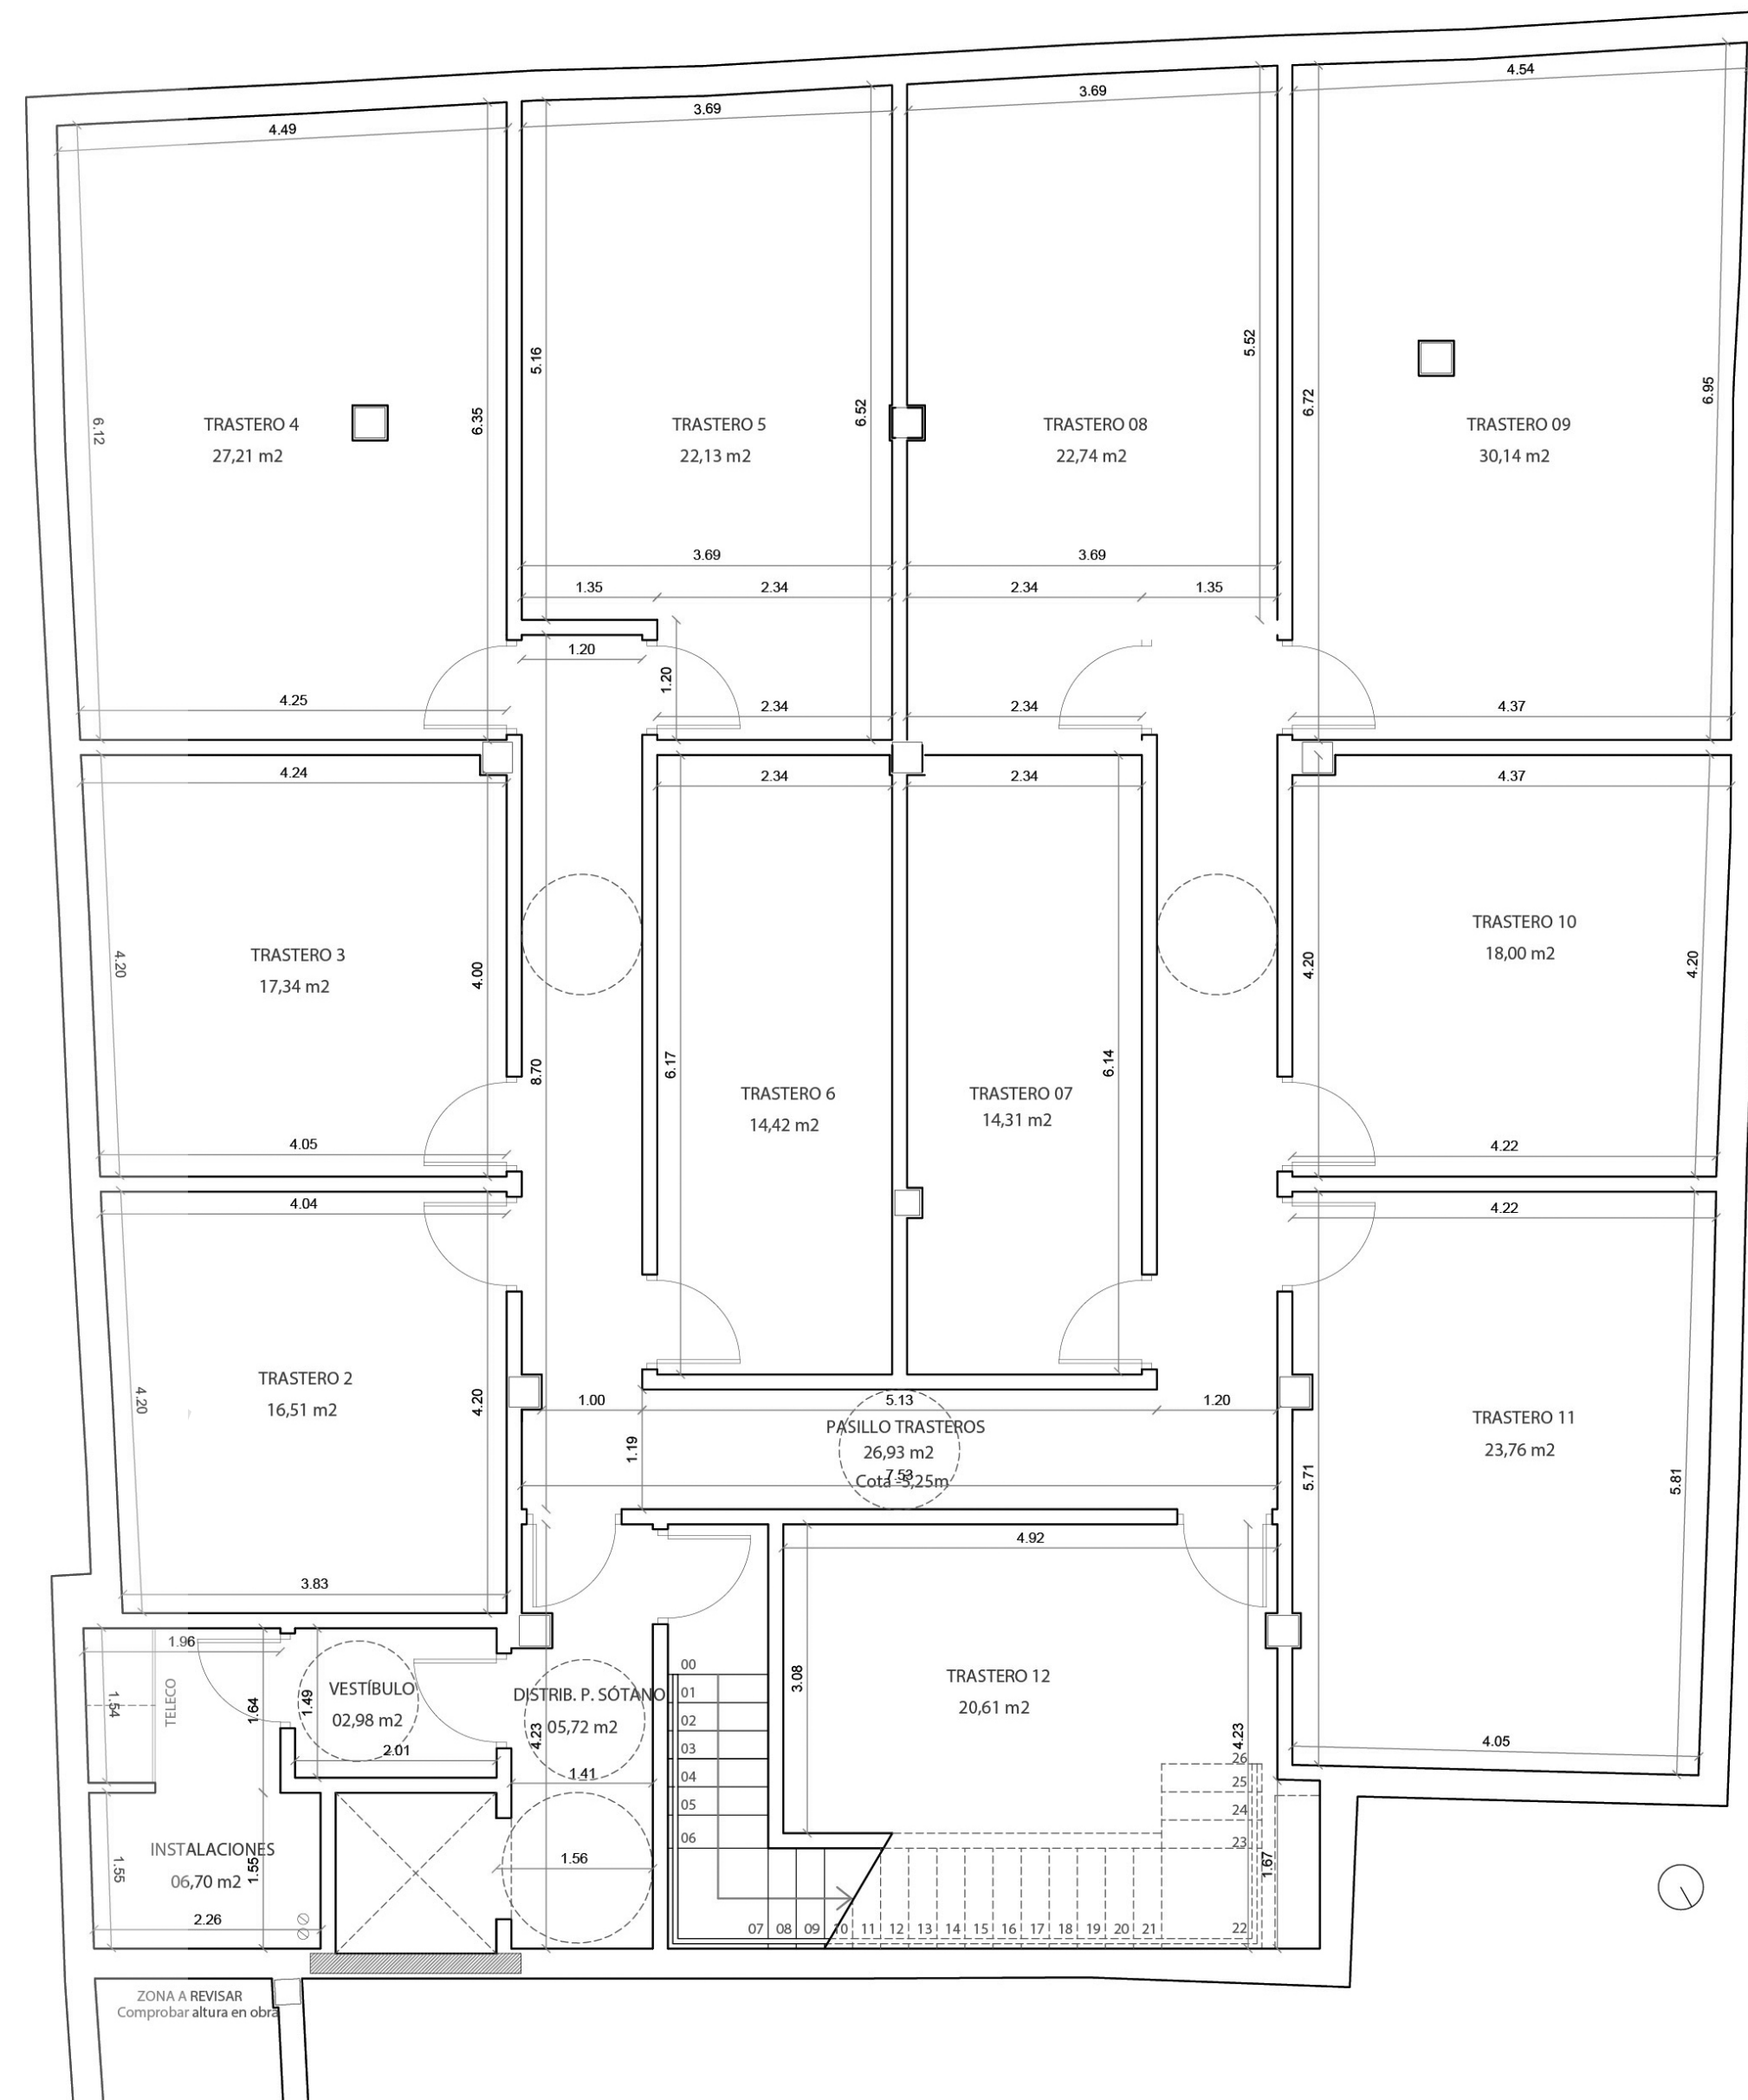 4.54
3.69
3.69
4.49
5.16
5.52
6.72
6.95
6.52
6.35
6.12
TRASTERO 4
27,21 m2
TRASTERO 5
22,13 m2
TRASTERO 08
22,74 m2
TRASTERO 09
30,14 m2
3.69
3.69
1.35
2.34
2.34
1.35
1.20
1.20
4.25
2.34
2.34
4.37
4.24
2.34
2.34
4.37
TRASTERO 3
17,34 m2
4.20
4.00
8.70
6.17
6.14
4.20
4.20
TRASTERO 10
18,00 m2
TRASTERO 6
14,42 m2
TRASTERO 07
14,31 m2
4.05
4.22
4.04
4.22
TRASTERO 2
16,51 m2
4.20
4.20
1.00
5.13
1.20
1.19
PASILLO TRASTEROS
26,93 m2
Cota -5,25m
7.53
TRASTERO 11
23,76 m2
5.71
5.81
4.92
3.83
1.96
1.54
TELECO
1.64
1.49
VESTÍBULO
02,98 m2
2.01
DISTRIB. P. SÓTANO
05,72 m2
4.23
1.41
00
01
02
03
04
05
06
3.08
TRASTERO 12
20,61 m2
4.23
4.05
26
25
24
23
1.67
INSTALACIONES
06,70 m2
1.55
1.55
2.26
1.56
07 08 09 10 11 12 13 14 15 16 17 18 19 20 21 22
ZONA A REVISAR
Comprobar altura en obra